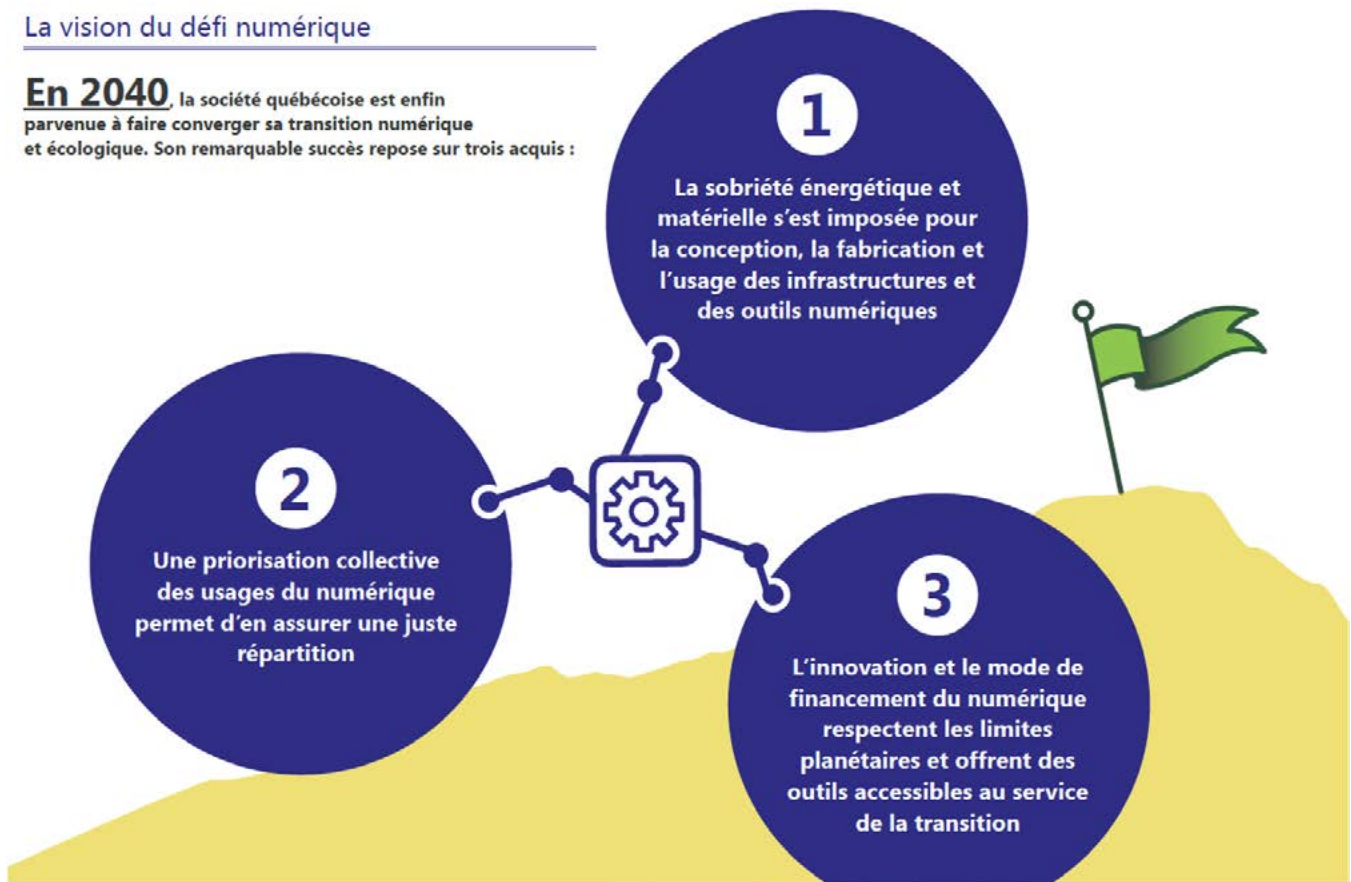 La vision du défi numérique
En 2040, la société québécoise est enfin
parvenue à faire converger sa transition numérique
et écologique. Son remarquable succès repose sur trois acquis :
1
La sobriété énergétique et
matérielle s'est imposée pour
la conception, la fabrication et
l'usage des infrastructures et
des outils numériques
2
Une priorisation collective
des usages du numérique
permet d'en assurer une juste
répartition
3
L'innovation et le mode de
financement du numérique
respectent les limites
planétaires et offrent des
outils accessibles au service
de la transition